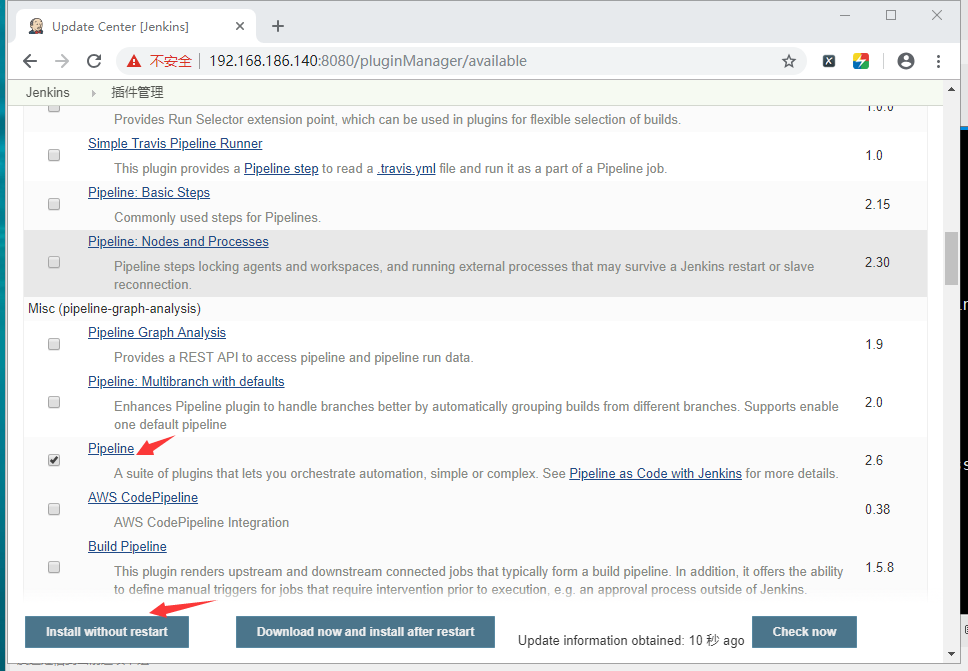 Update Center [Jenkins]
不安全 192.168.186.140:8080/pluginManager/available
Jenkins 插件管理
Provides Run Selector extension point, which can be used in plugins for flexible selection of builds.
1.0.0
Simple Travis Pipeline Runner
This plugin provides a Pipeline step to read a .travis.yml file and run it as a part of a Pipeline job.
1.0
Pipeline: Basic Steps
Commonly used steps for Pipelines.
2.15
Pipeline: Nodes and Processes
Pipeline steps locking agents and workspaces, and running external processes that may survive a Jenkins restart or slave
reconnection.
2.30
Misc (pipeline-graph-analysis)
Pipeline Graph Analysis
Provides a REST API to access pipeline and pipeline run data.
1.9
Pipeline: Multibranch with defaults
Enhances Pipeline plugin to handle branches better by automatically grouping builds from different branches. Supports enable
one default pipeline
2.0
Pipeline
A suite of plugins that lets you orchestrate automation, simple or complex. See Pipeline as Code with Jenkins for more details.
2.6
AWS CodePipeline
AWS CodePipeline Integration
0.38
Build Pipeline
This plugin renders upstream and downstream connected jobs that typically form a build pipeline. In addition, it offers the ability
to define manual triggers for jobs that require intervention prior to execution, e.g. an approval process outside of Jenkins.
1.5.8
Install without restart
Download now and install after restart
Update information obtained: 10 秒 ago
Check now